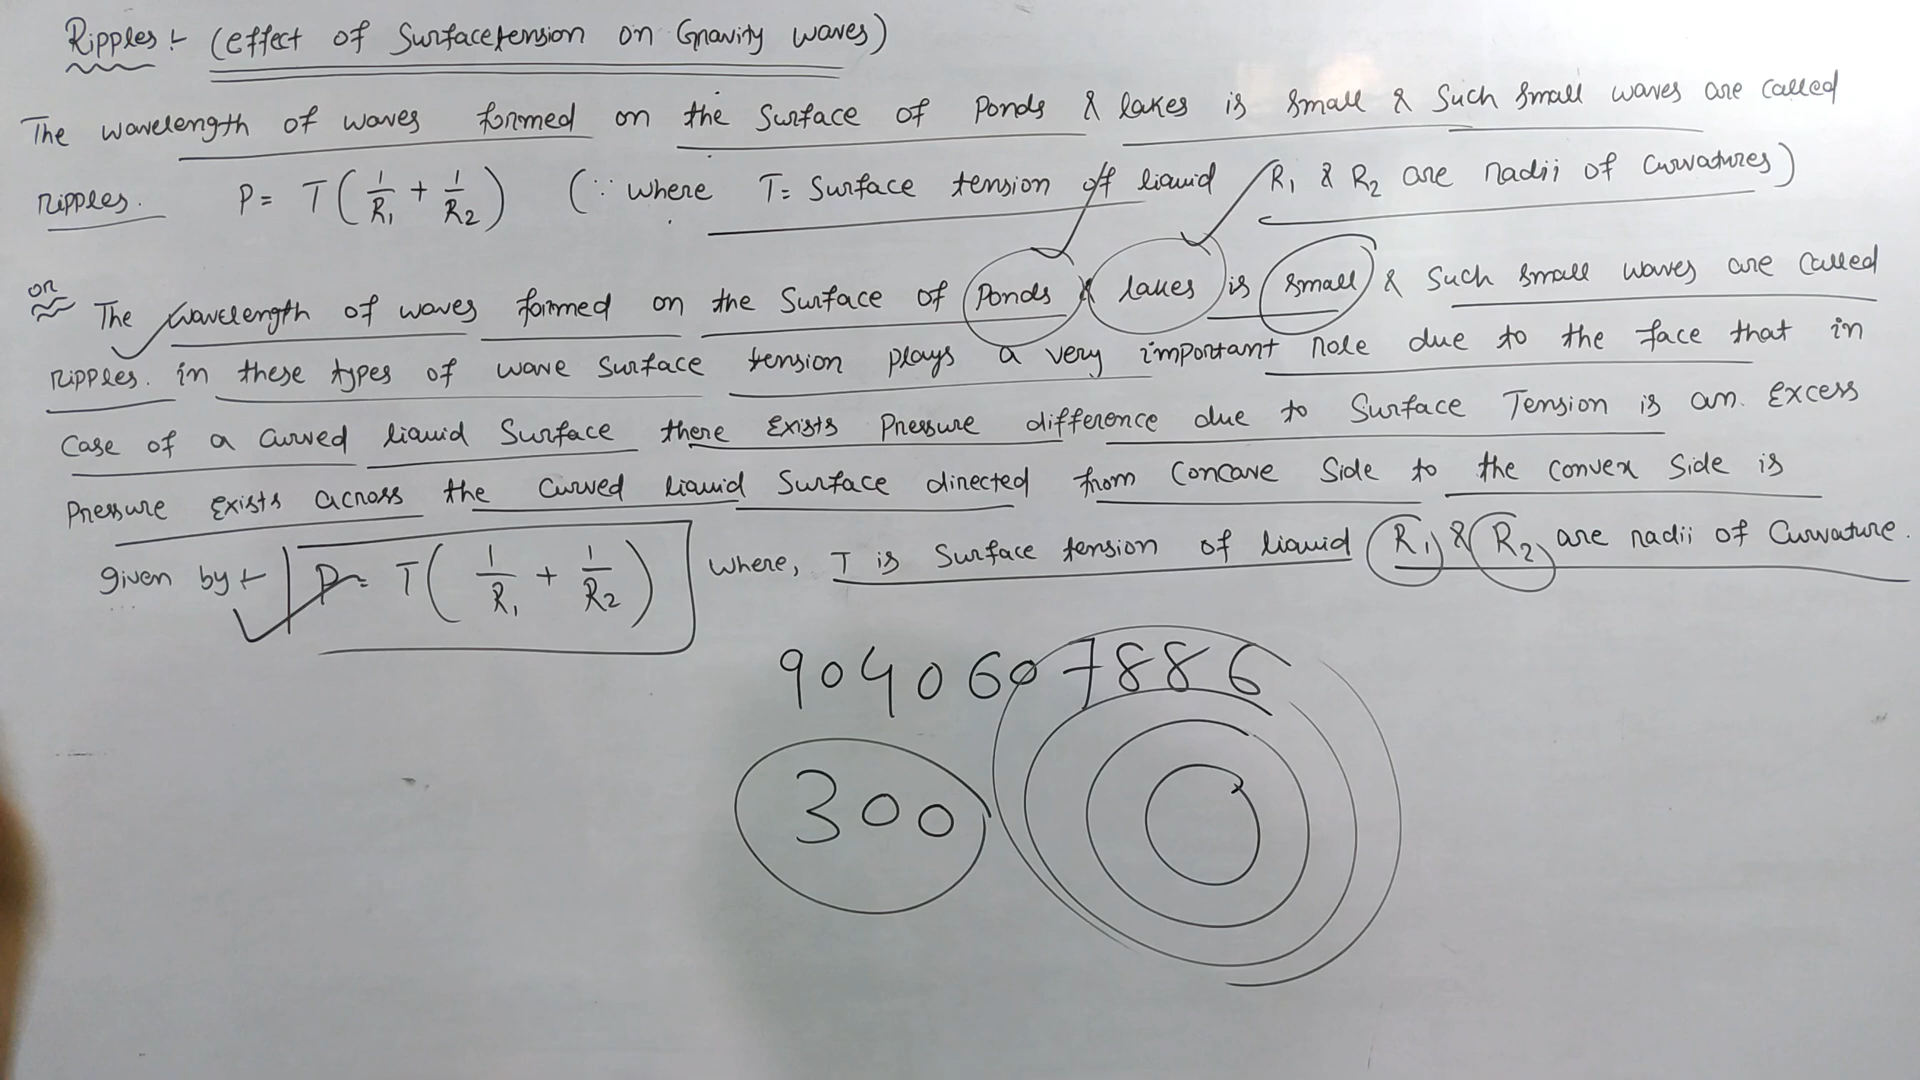 Ripples :- (effect of Surfacetension on Gravity waves)
The wavelength of waves formed on the Surface of Ponds & lakes is small & Such small waves are called
ripples. P = T ( 1/R1 + 1/R2 ) (∵ where T = Surface tension of liquid R1 & R2 are radii of curvatures)
or
The wavelength of waves formed on the Surface of Ponds & lakes is small & Such small waves are called
ripples. in these types of wave surface tension plays a very important role due to the face that in
Case of a curved liquid Surface there exists Pressure difference due to Surface Tension is an excess
Pressure exists across the curved liquid Surface directed from Concave Side to the convex Side is
given by :- P = T ( 1/R1 + 1/R2 ) where, T is Surface tension of liquid R1 & R2 are radii of Curvature.
9040607886
300